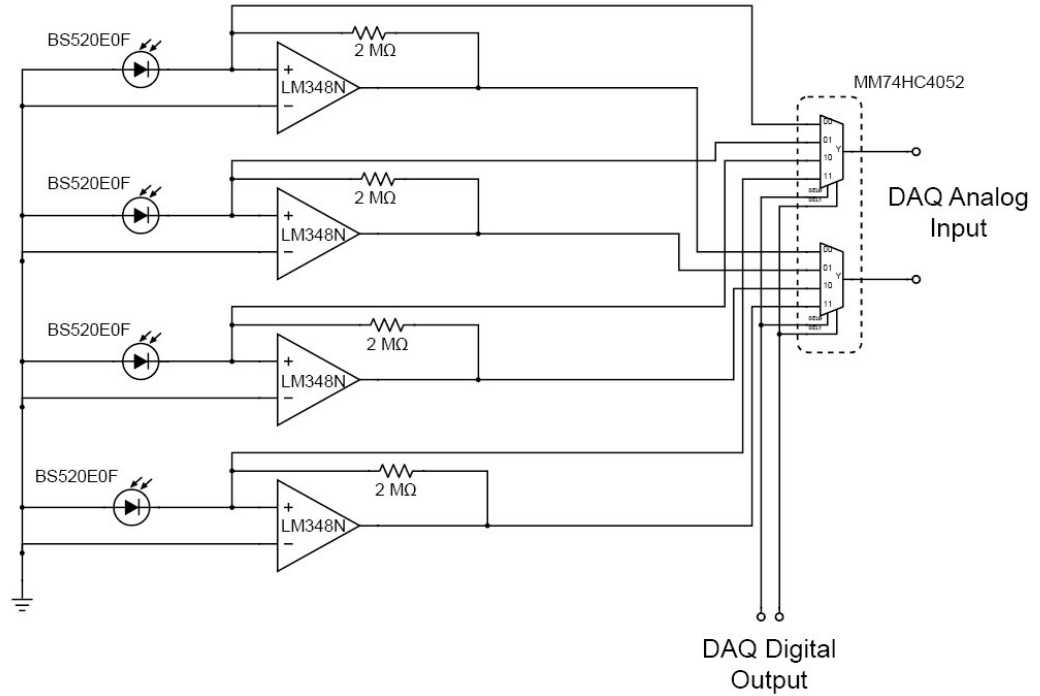 BS520E0F
2 MΩ
+
LM348N
−
MM74HC4052
00
01
10
11
Y
BS520E0F
2 MΩ
+
LM348N
−
DAQ Analog
Input
00
01
10
11
Y
BS520E0F
2 MΩ
+
LM348N
−
BS520E0F
2 MΩ
+
LM348N
−
DAQ Digital
Output